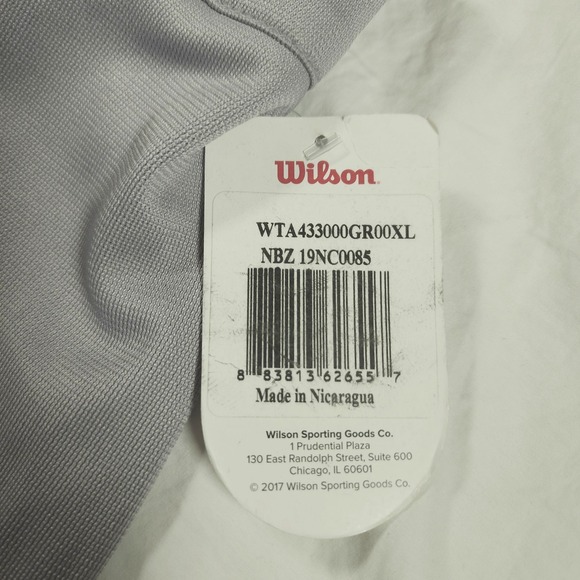 Wilson
WTA433000GR00XL
NBZ 19NC0085
8 83813 62655 7
Made in Nicaragua
Wilson Sporting Goods Co.
1 Prudential Plaza
130 East Randolph Street, Suite 600
Chicago, IL 60601
© 2017 Wilson Sporting Goods Co.